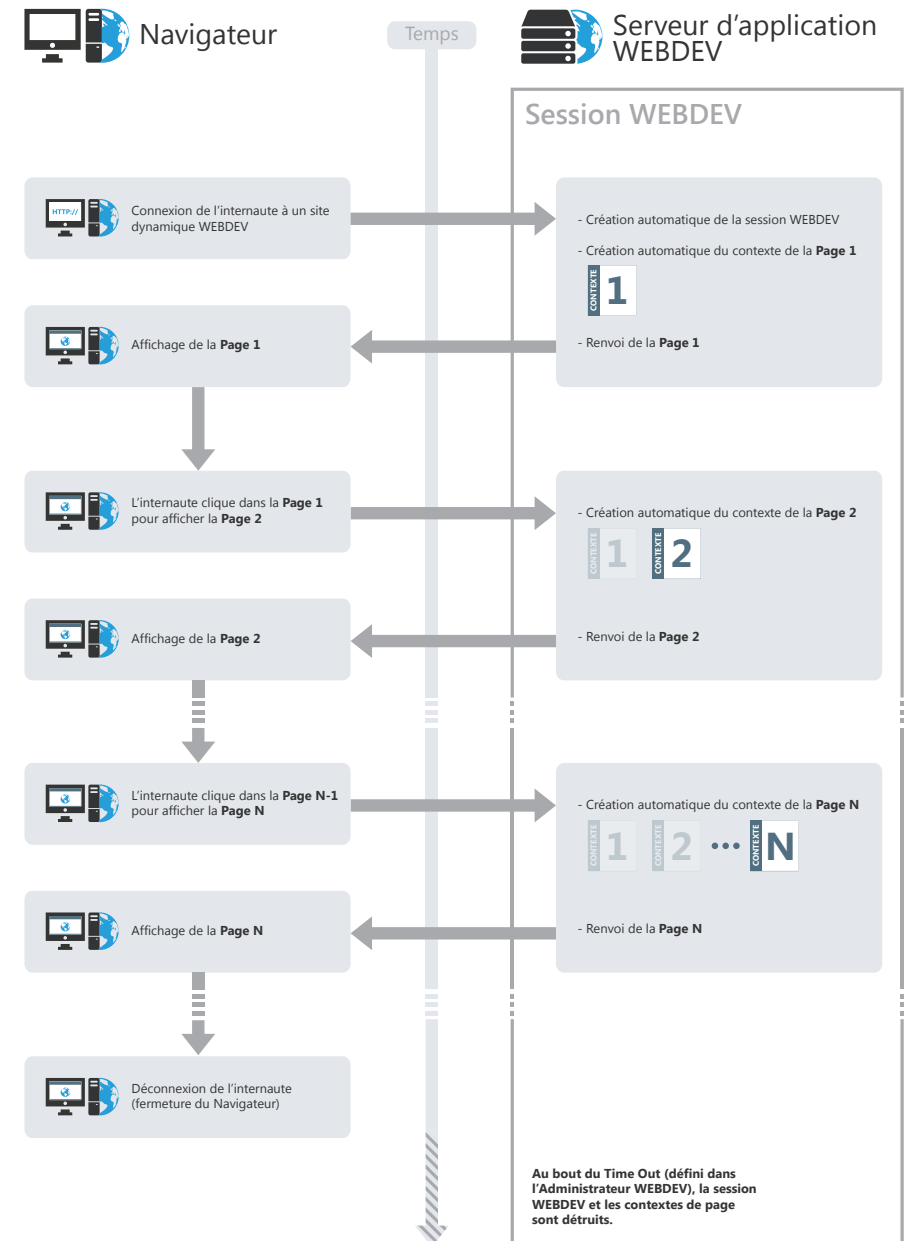 Navigateur
Temps
Serveur d'application
WEBDEV
Session WEBDEV
HTTP://
Connexion de l'internaute à un site
dynamique WEBDEV
- Création automatique de la session WEBDEV
- Création automatique du contexte de la Page 1
CONTEXTE 1
Affichage de la Page 1
- Renvoi de la Page 1
L'internaute clique dans la Page 1
pour afficher la Page 2
- Création automatique du contexte de la Page 2
CONTEXTE 1 CONTEXTE 2
Affichage de la Page 2
- Renvoi de la Page 2
L'internaute clique dans la Page N-1
pour afficher la Page N
- Création automatique du contexte de la Page N
CONTEXTE 1 CONTEXTE 2 ... CONTEXTE N
Affichage de la Page N
- Renvoi de la Page N
Déconnexion de l'internaute
(fermeture du Navigateur)
Au bout du Time Out (défini dans
l'Administrateur WEBDEV), la session
WEBDEV et les contextes de page
sont détruits.